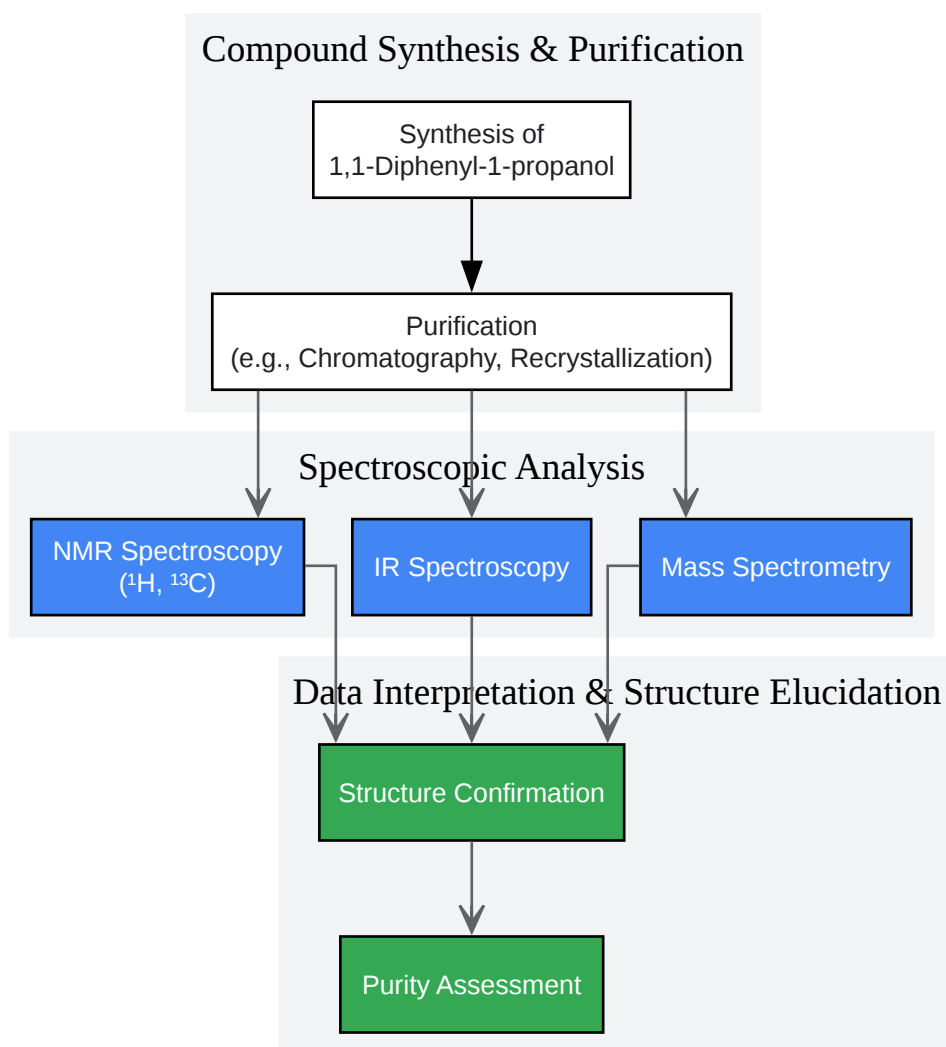 Compound Synthesis & Purification
Synthesis of
1,1-Diphenyl-1-propanol
Purification
(e.g., Chromatography, Recrystallization)
Spectroscopic Analysis
NMR Spectroscopy
(¹H, ¹³C)
IR Spectroscopy
Mass Spectrometry
Data Interpretation & Structure Elucidation
Structure Confirmation
Purity Assessment